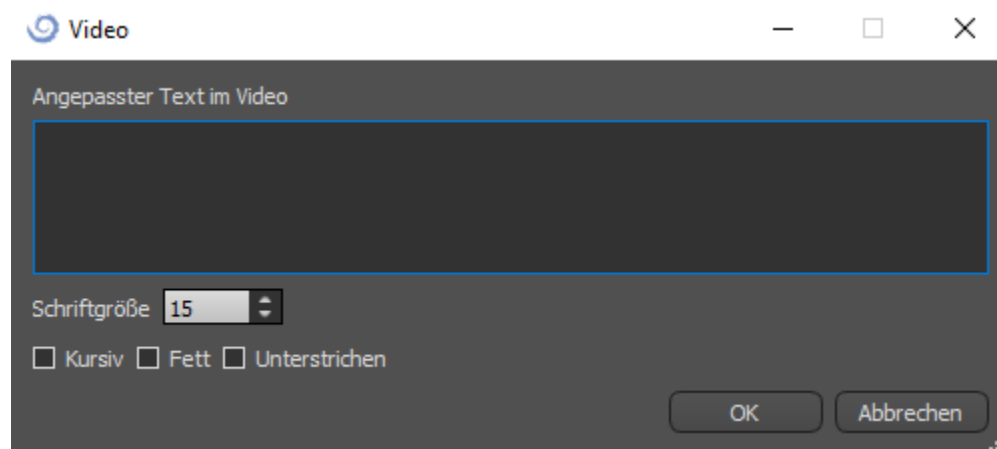 Video
Angepasster Text im Video
Schriftgröße 15
Kursiv Fett Unterstrichen
OK Abbrechen